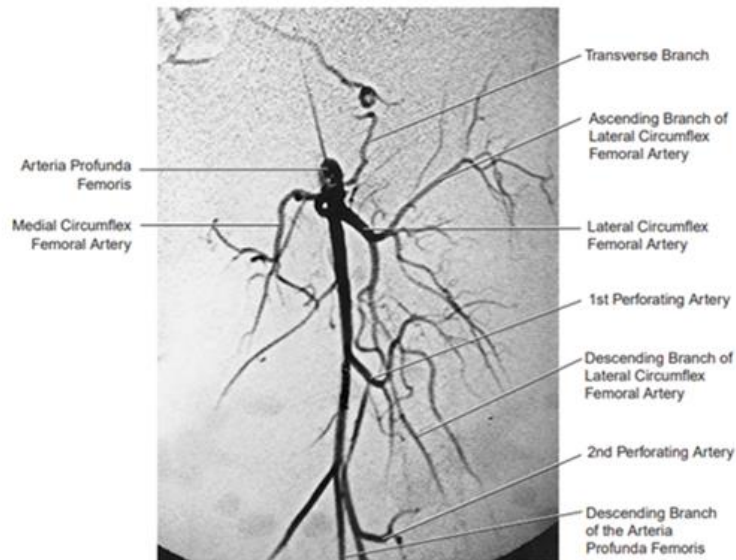 Transverse Branch
Ascending Branch of
Lateral Circumflex
Femoral Artery
Arteria Profunda
Femoris
Medial Circumflex
Femoral Artery
Lateral Circumflex
Femoral Artery
1st Perforating Artery
Descending Branch of
Lateral Circumflex
Femoral Artery
2nd Perforating Artery
Descending Branch
of the Arteria
Profunda Femoris